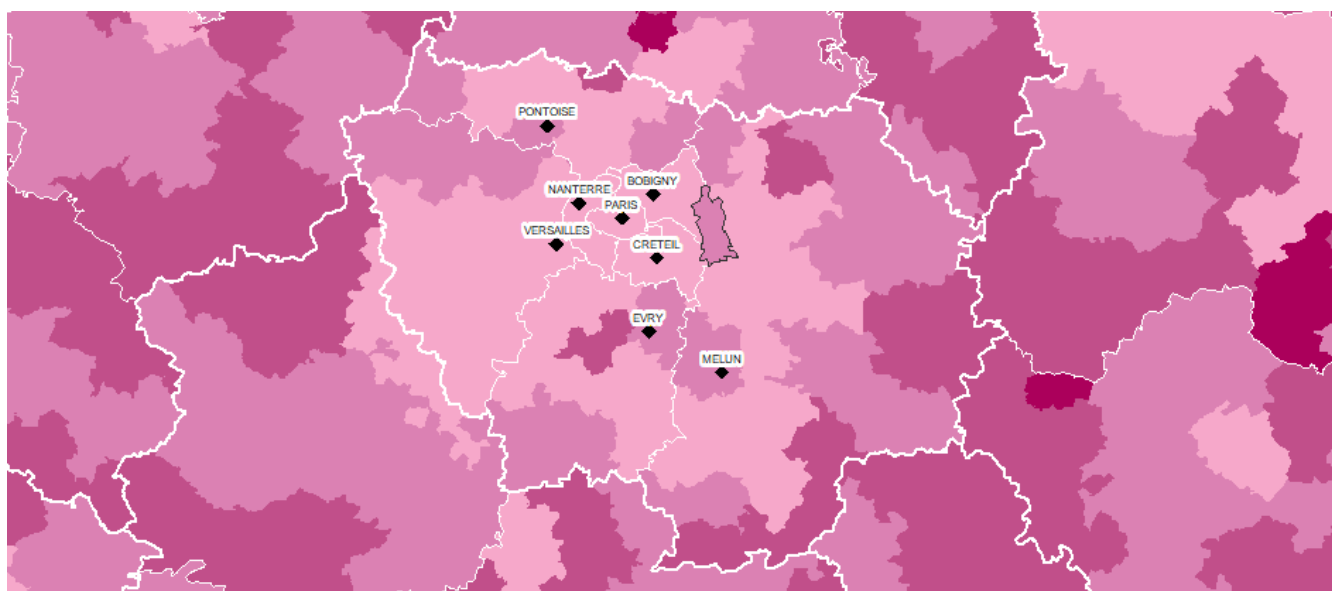 PONTOISE
BOBIGNY
NANTERRE
PARIS
VERSAILLES
CRETEIL
EVRY
MELUN